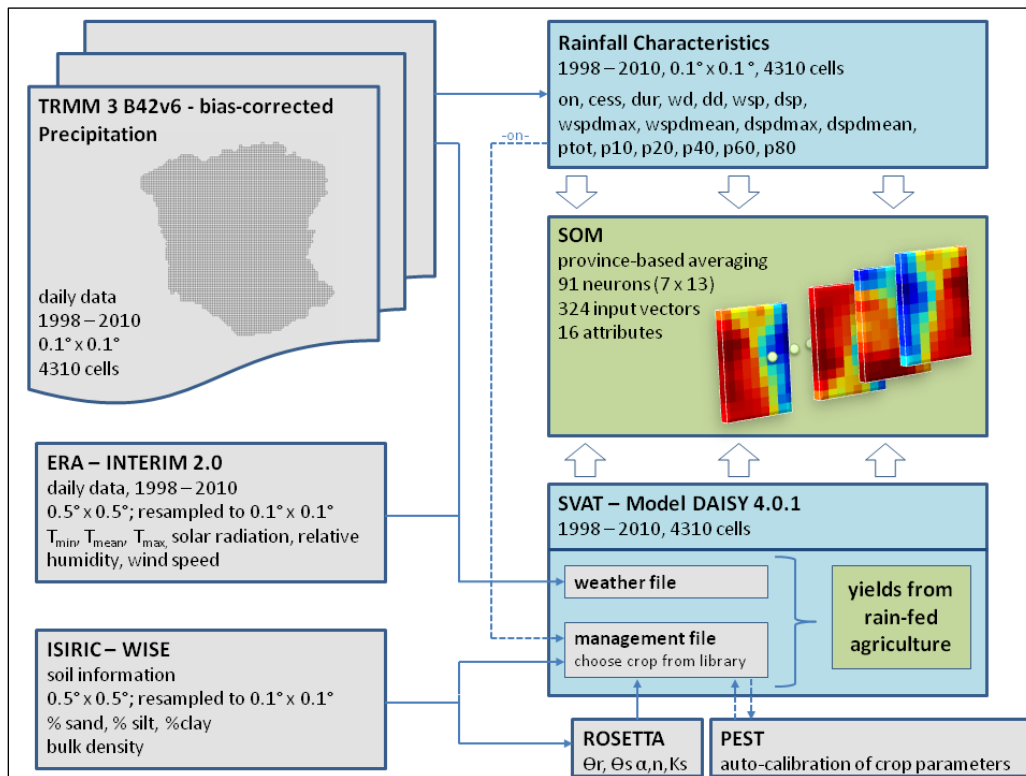 TRMM 3 B42v6 - bias-corrected
Precipitation
daily data
1998 – 2010
0.1° x 0.1°
4310 cells
Rainfall Characteristics
1998 – 2010, 0.1° x 0.1°, 4310 cells
on, cess, dur, wd, dd, wsp, dsp,
wspdmax, wspdmean, dspdmax, dspdmean,
ptot, p10, p20, p40, p60, p80
-on-
SOM
province-based averaging
91 neurons (7 x 13)
324 input vectors
16 attributes
ERA – INTERIM 2.0
daily data, 1998 – 2010
0.5° x 0.5°; resampled to 0.1° x 0.1°
Tmin, Tmean, Tmax, solar radiation, relative
humidity, wind speed
SVAT – Model DAISY 4.0.1
1998 – 2010, 4310 cells
weather file
management file
choose crop from library
yields from
rain-fed
agriculture
ISIRIC – WISE
soil information
0.5° x 0.5°; resampled to 0.1° x 0.1°
% sand, % silt, %clay
bulk density
ROSETTA
Θr, Θs α,n, Ks
PEST
auto-calibration of crop parameters